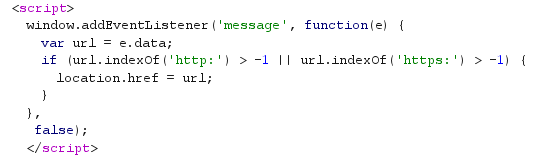 <script>
window.addEventListener('message', function(e) {
var url = e.data;
if (url.indexOf('http:') > -1 || url.indexOf('https:') > -1) {
location.href = url;
}
},
false);
</script>